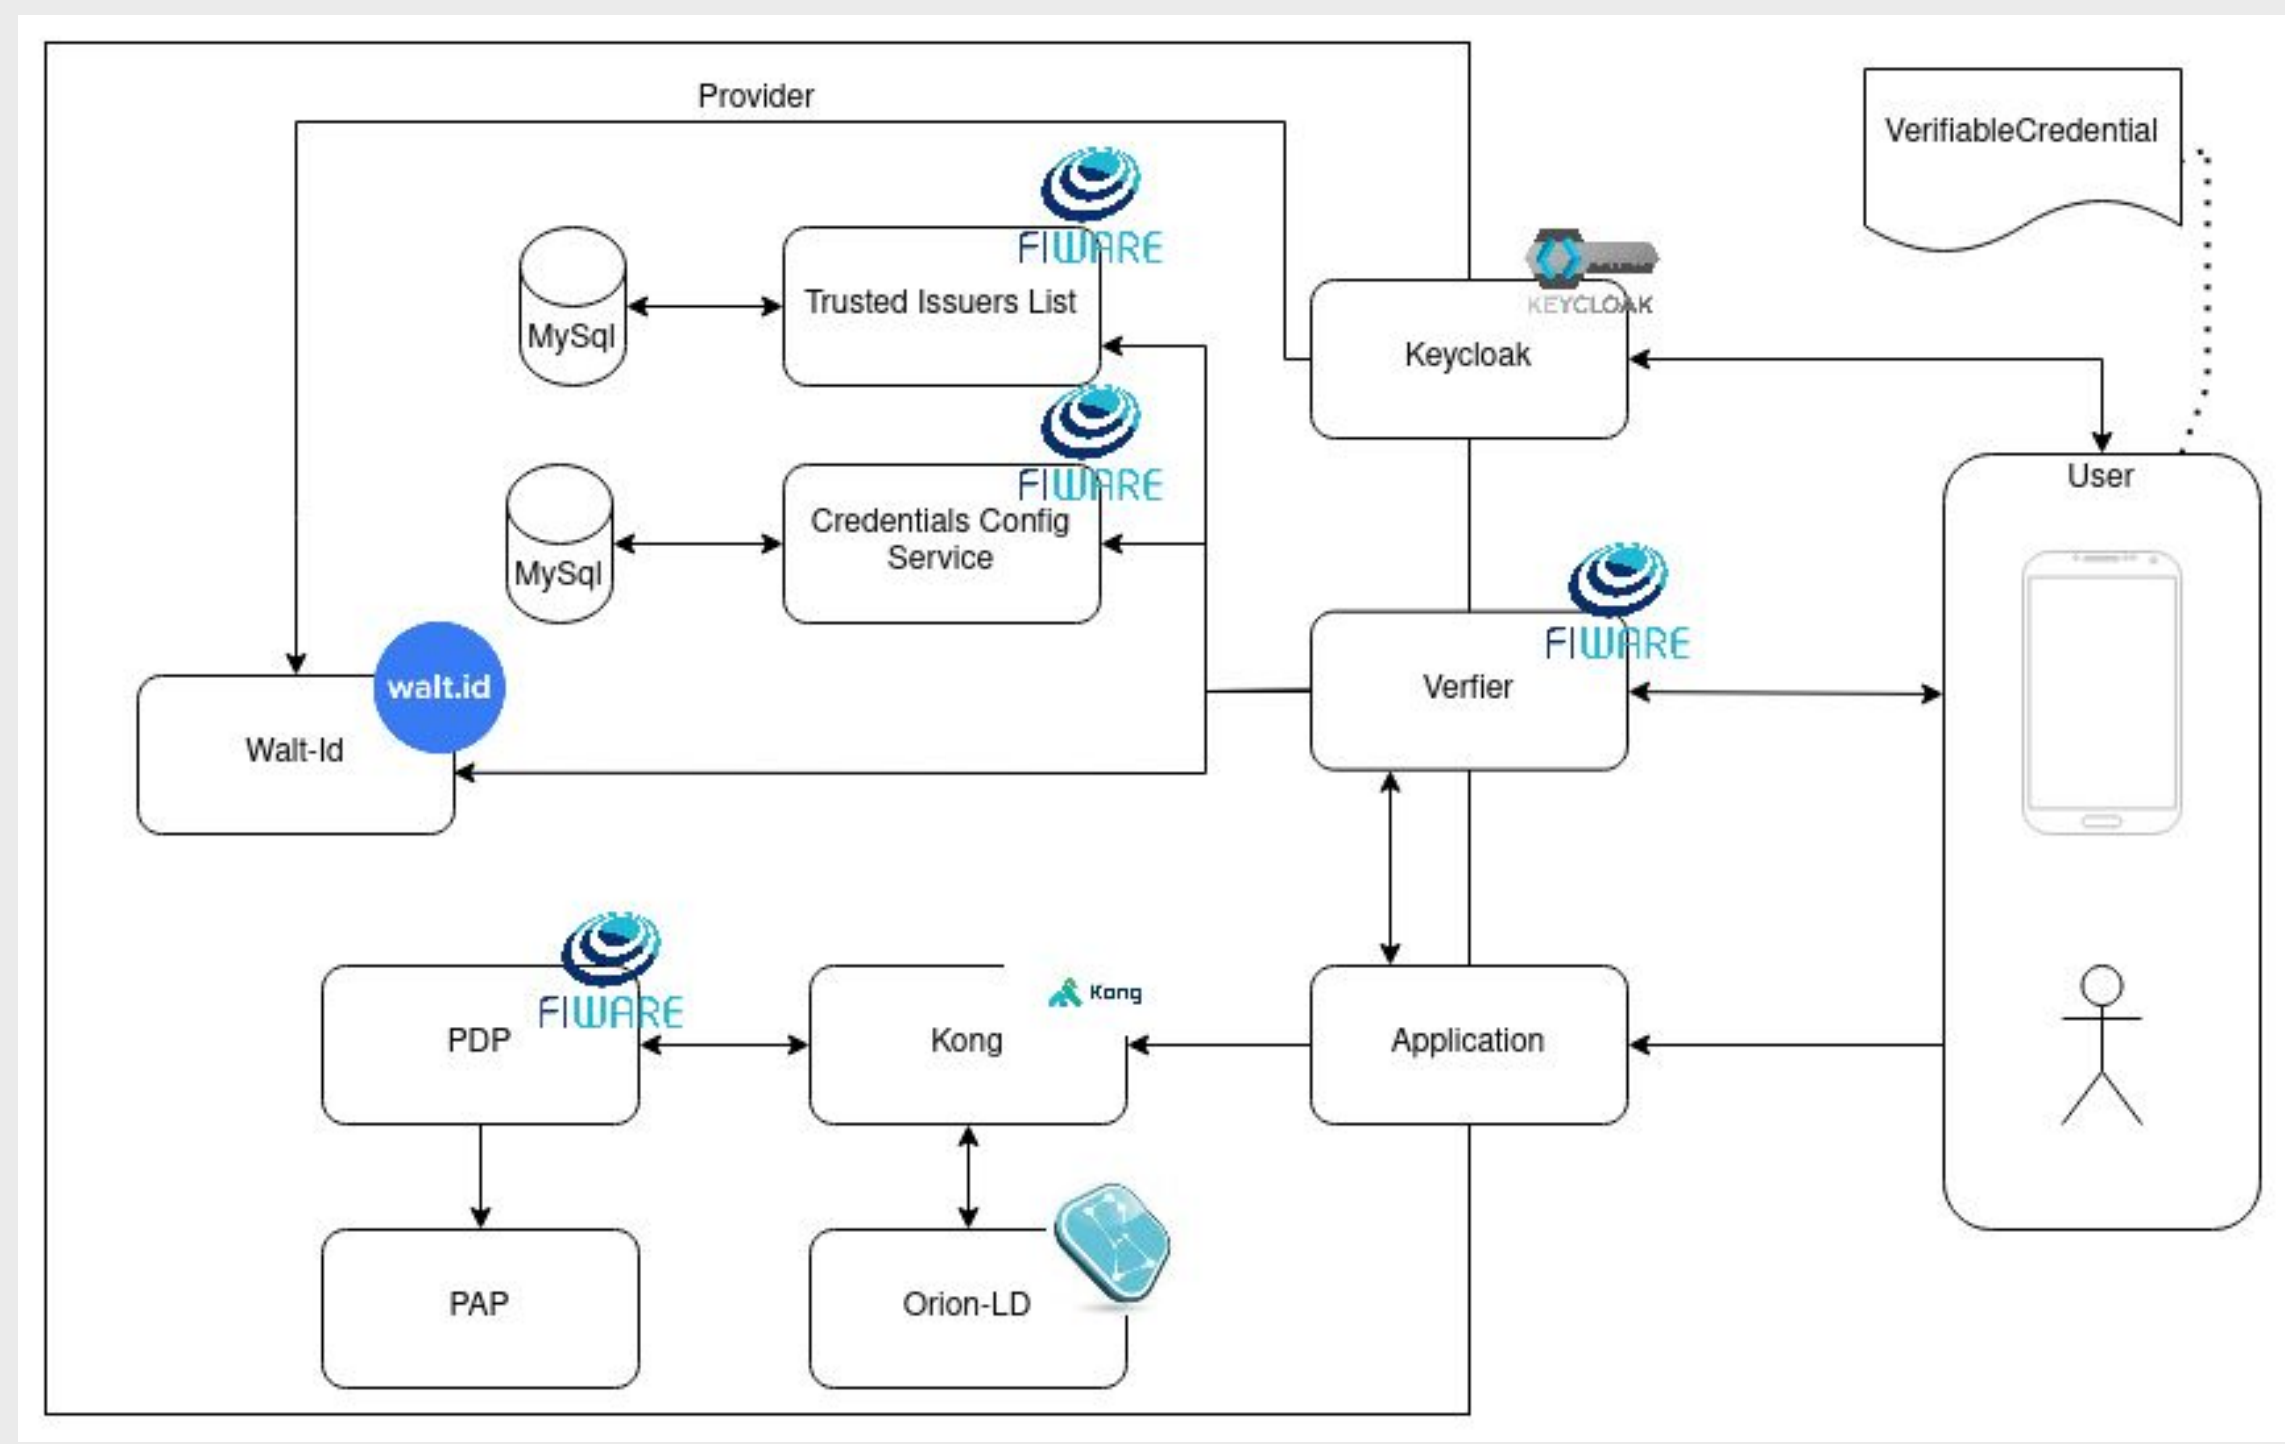 Provider
VerifiableCredential
FIWARE
MySql
Trusted Issuers List
KEYCLOAK
Keycloak
FIWARE
MySql
Credentials Config
Service
User
FIWARE
Verfier
walt.id
Walt-Id
FIWARE
PDP
Kong
Kong
Application
PAP
Orion-LD